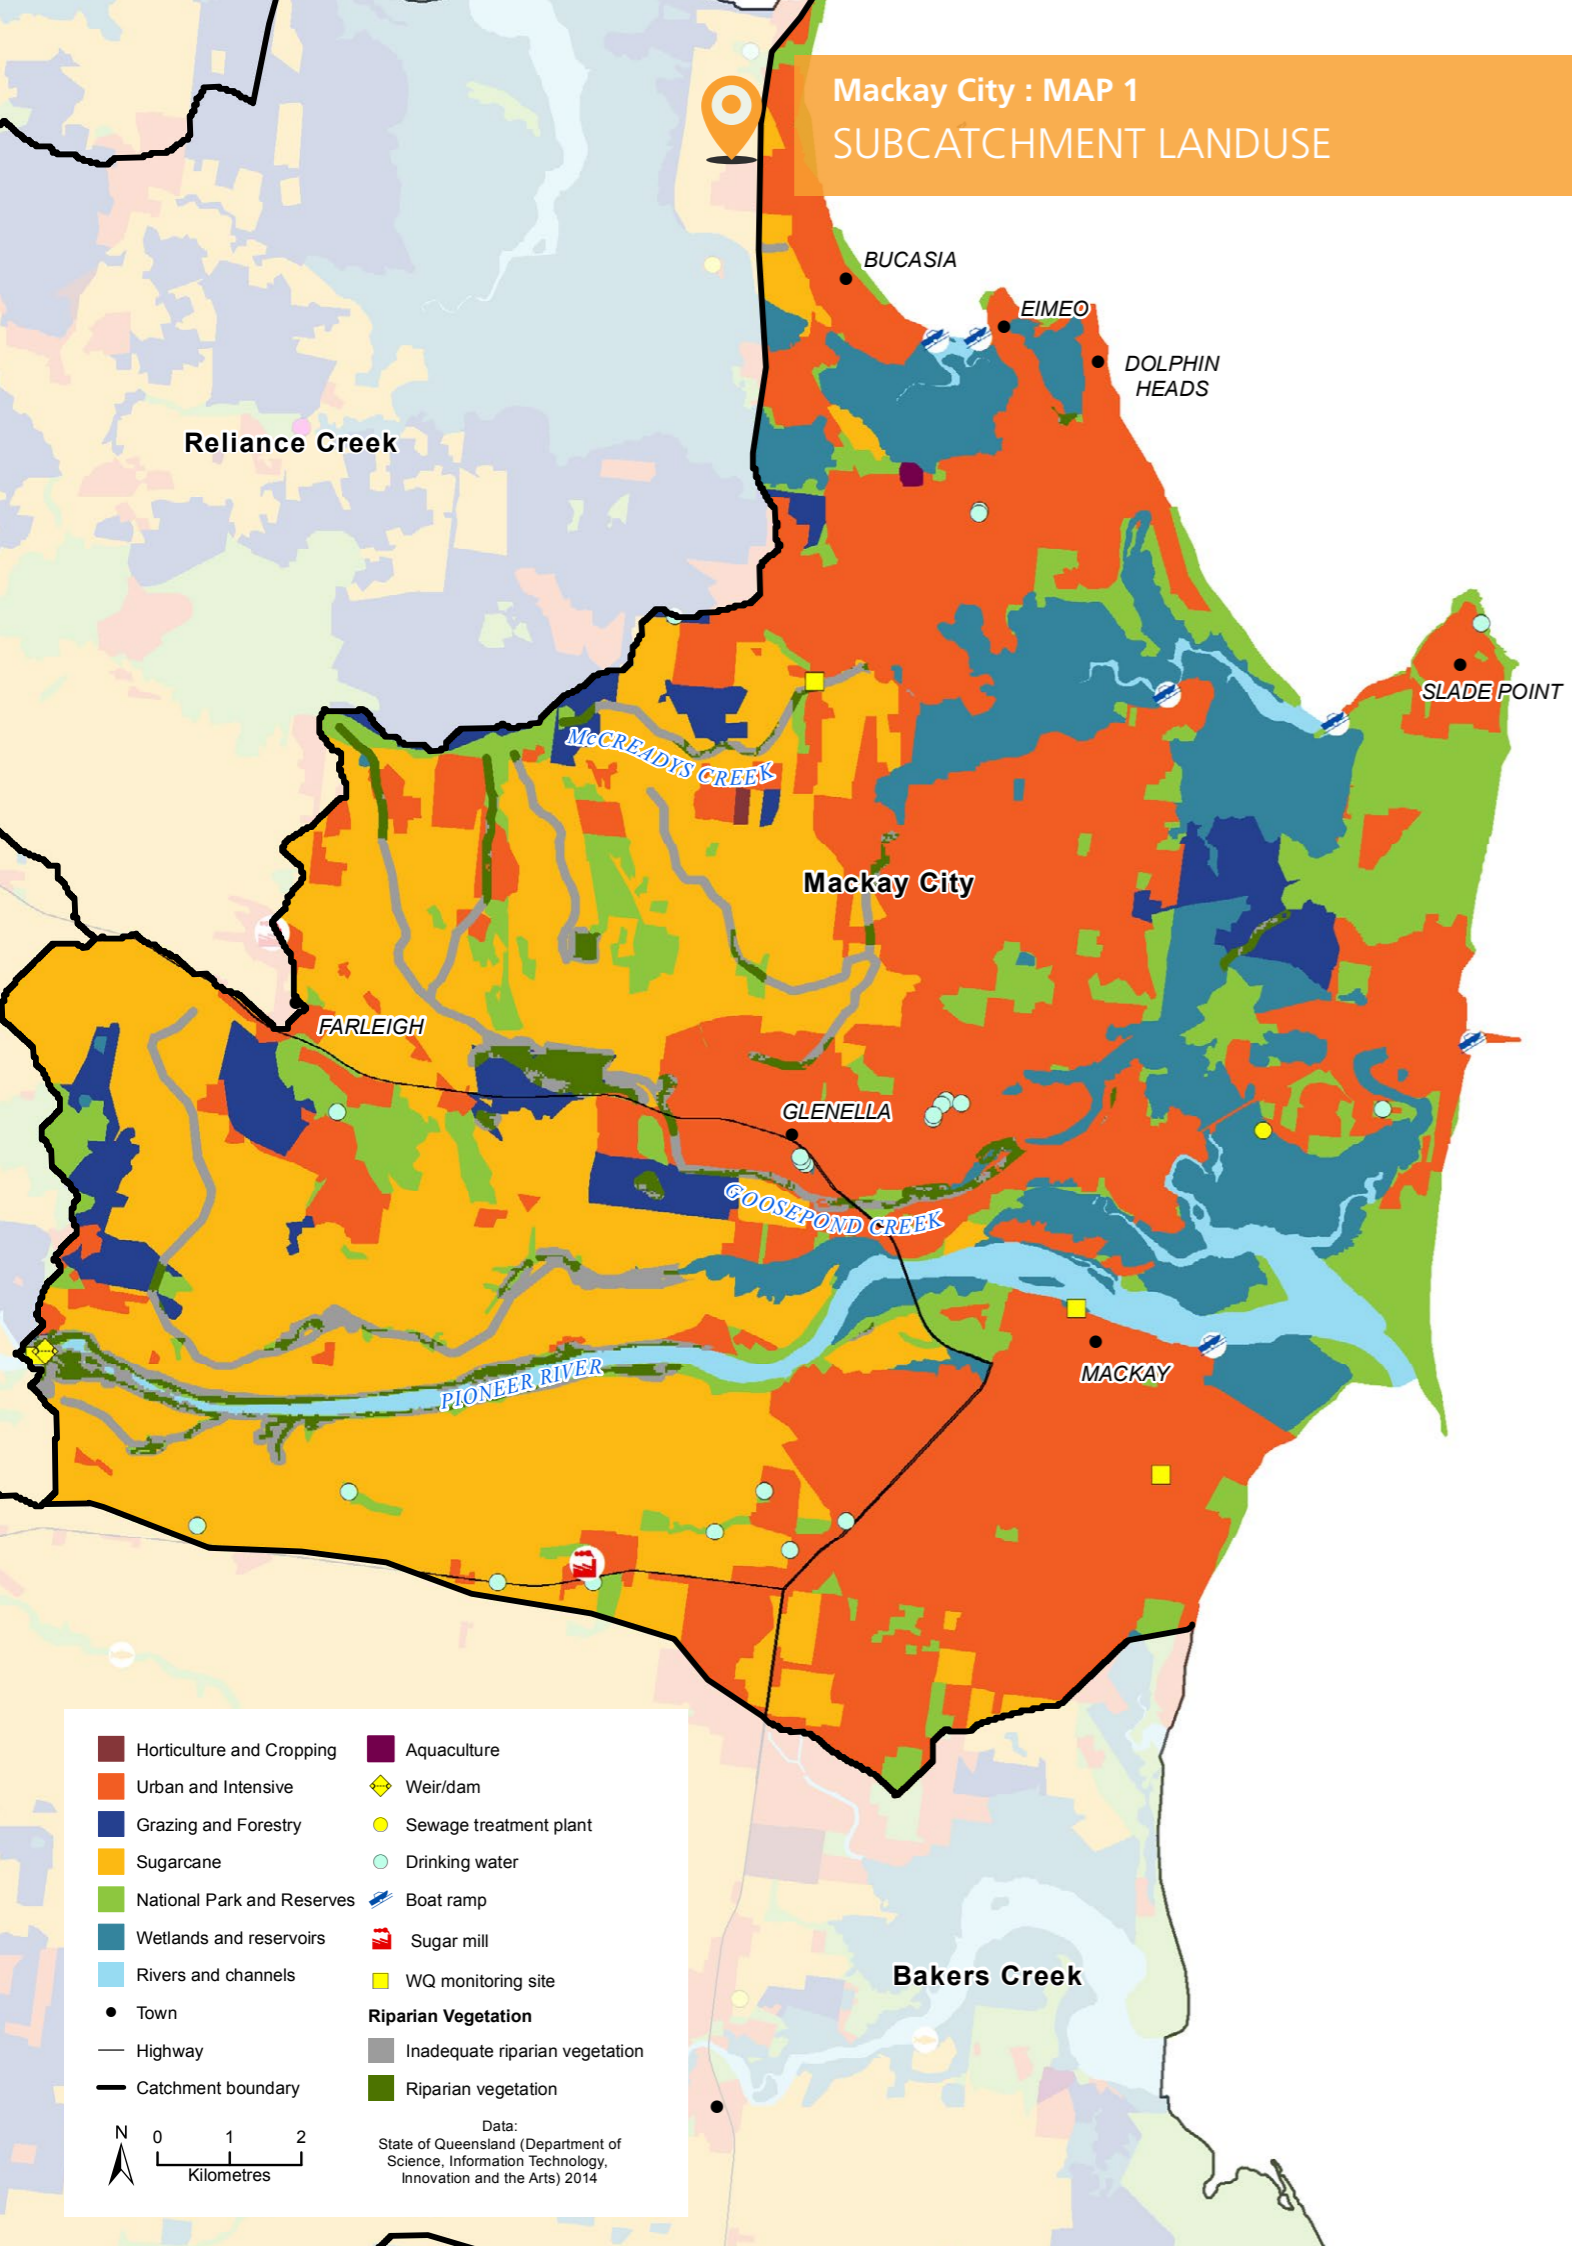 Mackay City : MAP 1
SUBCATCHMENT LANDUSE
BUCASIA
EIMEO
DOLPHIN
HEADS
Reliance Creek
SLADE POINT
McCREADYS CREEK
Mackay City
FARLEIGH
GLENELLA
GOOSEPOND CREEK
PIONEER RIVER
MACKAY
Horticulture and Cropping
Urban and Intensive
Grazing and Forestry
Sugarcane
National Park and Reserves
Wetlands and reservoirs
Rivers and channels
Town
Highway
Catchment boundary
Aquaculture
Weir/dam
Sewage treatment plant
Drinking water
Boat ramp
Sugar mill
WQ monitoring site
Riparian Vegetation
Inadequate riparian vegetation
Riparian vegetation
N
0 1 2
Kilometres
Data:
State of Queensland (Department of
Science, Information Technology,
Innovation and the Arts) 2014
Bakers Creek